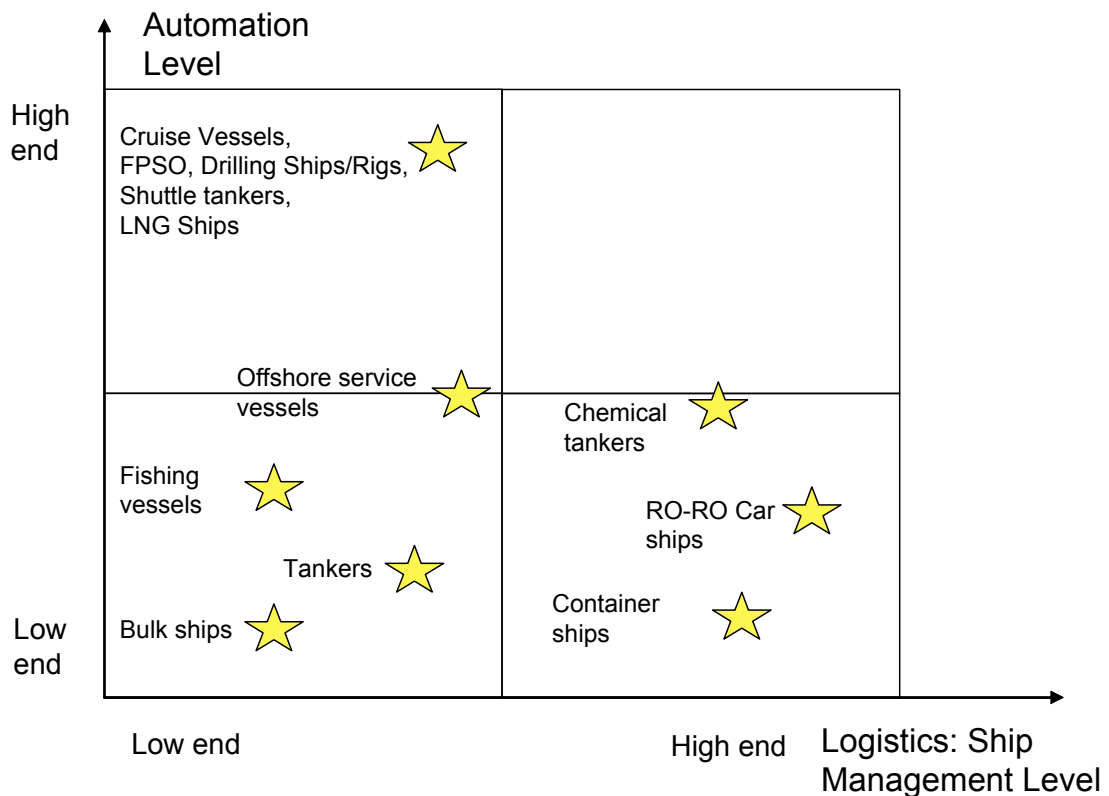 Automation
Level
High
end
Cruise Vessels,
FPSO, Drilling Ships/Rigs,
Shuttle tankers,
LNG Ships
Offshore service
vessels
Chemical
tankers
Fishing
vessels
RO-RO Car
ships
Tankers
Container
ships
Bulk ships
Low
end
Low end
High end
Logistics: Ship
Management Level